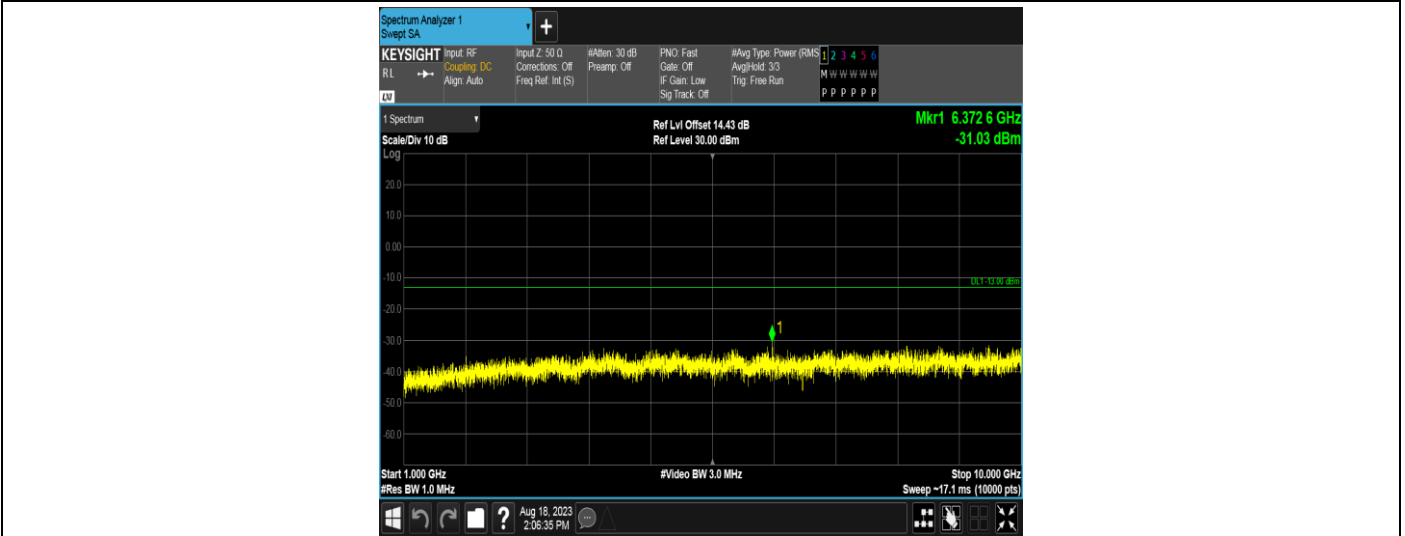 Spectrum Analyzer 1
Swept SA
+
KEYSIGHT
RL
LXI
Input: RF
Coupling: DC
Align: Auto
Input Z: 50 Ω
Corrections: Off
Freq Ref: Int (S)
#Atten: 30 dB
Preamp: Off
PNO: Fast
Gate: Off
IF Gain: Low
Sig Track: Off
#Avg Type: Power (RMS
Avg|Hold: 3/3
Trig: Free Run
1 2 3 4 5 6
M W W W W W
P P P P P P
1 Spectrum
Scale/Div 10 dB
Ref Lvl Offset 14.43 dB
Ref Level 30.00 dBm
Mkr1 6.372 6 GHz
-31.03 dBm
Log
20.0
10.0
0.00
-10.0
DL1 -13.00 dBm
-20.0
1
-30.0
-40.0
-50.0
-60.0
Start 1.000 GHz
#Video BW 3.0 MHz
Stop 10.000 GHz
#Res BW 1.0 MHz
Sweep ~17.1 ms (10000 pts)
?
Aug 18, 2023
2:06:35 PM